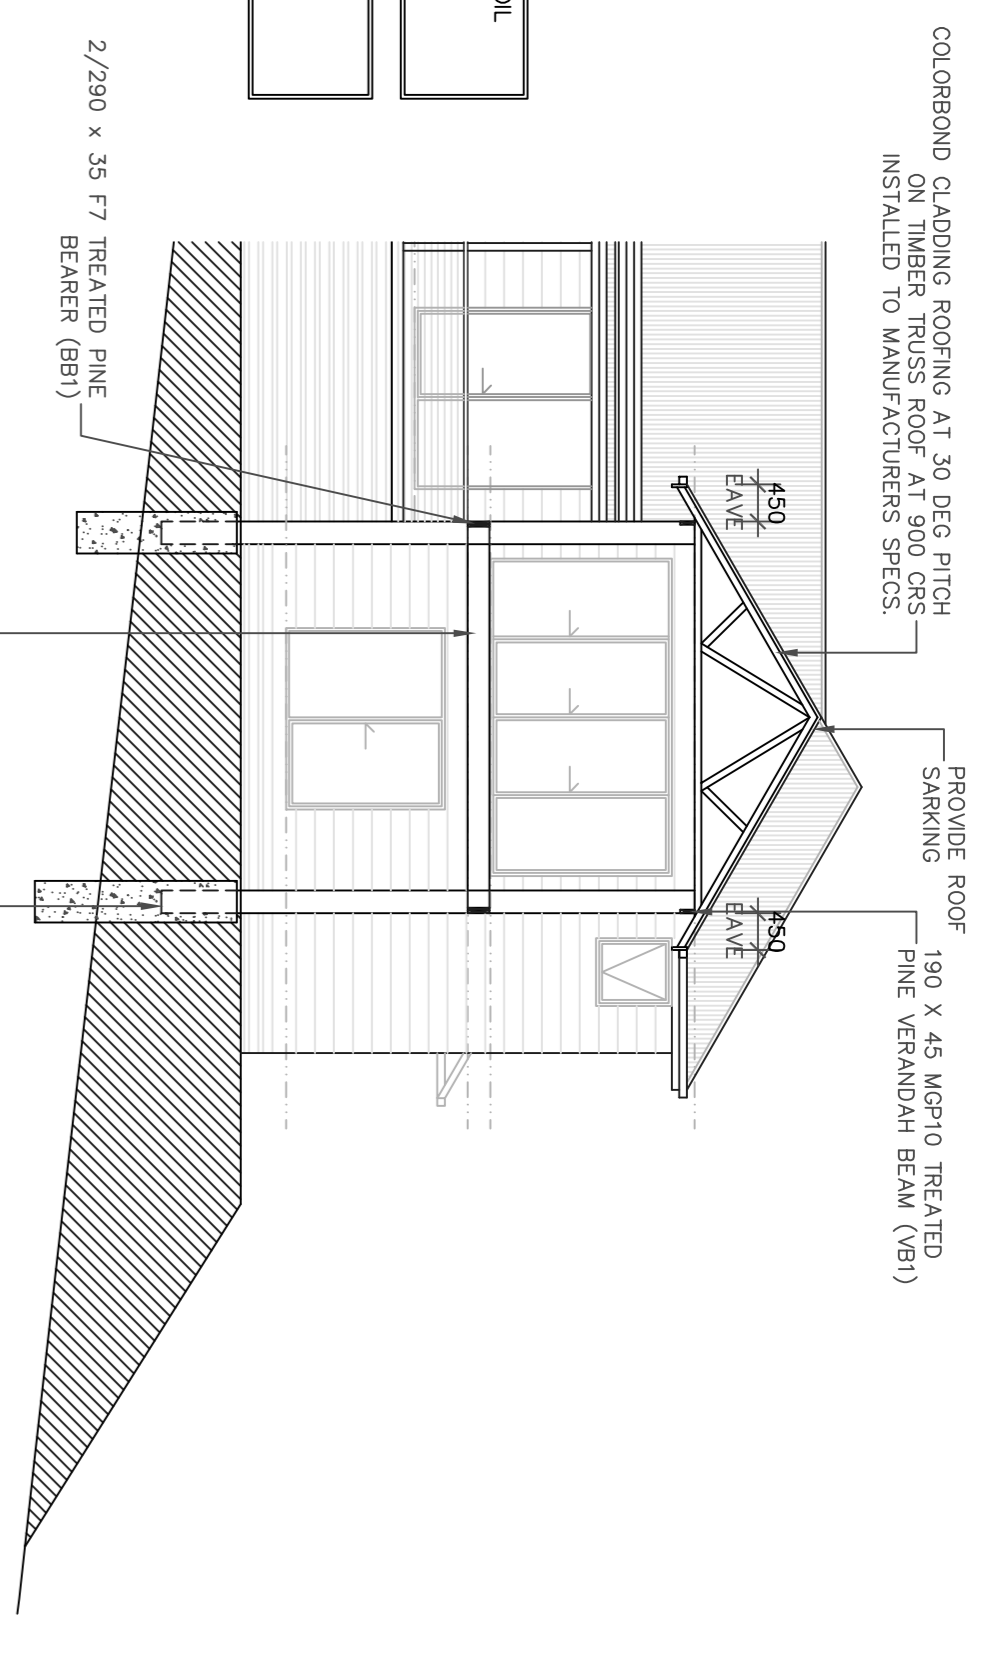 COLORBOND CLADDING ROOFING AT 30 DEG PITCH
ON TIMBER TRUSS ROOF AT 900 CRS
INSTALLED TO MANUFACTURERS SPECS.
PROVIDE ROOF
SARKING
190 X 45 MGP10 TREATED
PINE VERANDAH BEAM (VB1)
450
EAVE
450
EAVE
2/290 x 35 F7 TREATED PINE
BEARER (BB1)
OIL